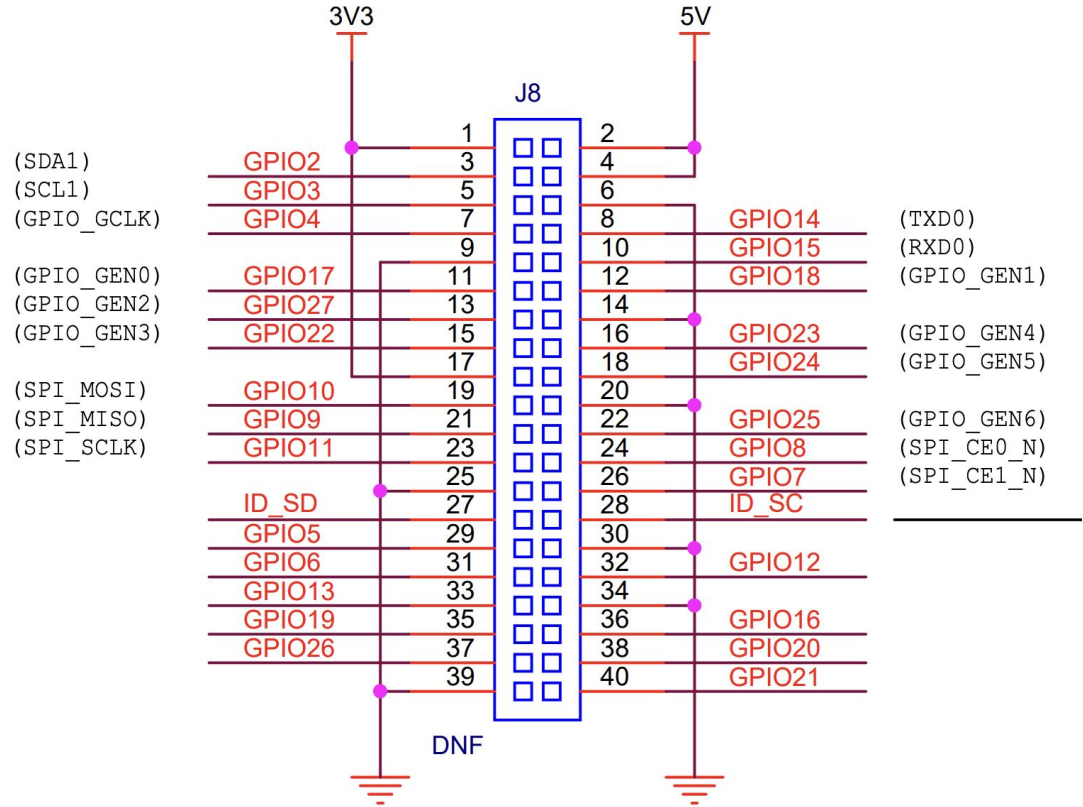 3V3 5V
J8
1 2
(SDA1) GPIO2 3 4
(SCL1) GPIO3 5 6
(GPIO_GCLK) GPIO4 7 8 GPIO14 (TXD0)
9 10 GPIO15 (RXD0)
(GPIO_GEN0) GPIO17 11 12 GPIO18 (GPIO_GEN1)
(GPIO_GEN2) GPIO27 13 14
(GPIO_GEN3) GPIO22 15 16 GPIO23 (GPIO_GEN4)
17 18 GPIO24 (GPIO_GEN5)
(SPI_MOSI) GPIO10 19 20
(SPI_MISO) GPIO9 21 22 GPIO25 (GPIO_GEN6)
(SPI_SCLK) GPIO11 23 24 GPIO8 (SPI_CE0_N)
25 26 GPIO7 (SPI_CE1_N)
ID_SD 27 28 ID_SC
GPIO5 29 30
GPIO6 31 32 GPIO12
GPIO13 33 34
GPIO19 35 36 GPIO16
GPIO26 37 38 GPIO20
39 40 GPIO21
DNF